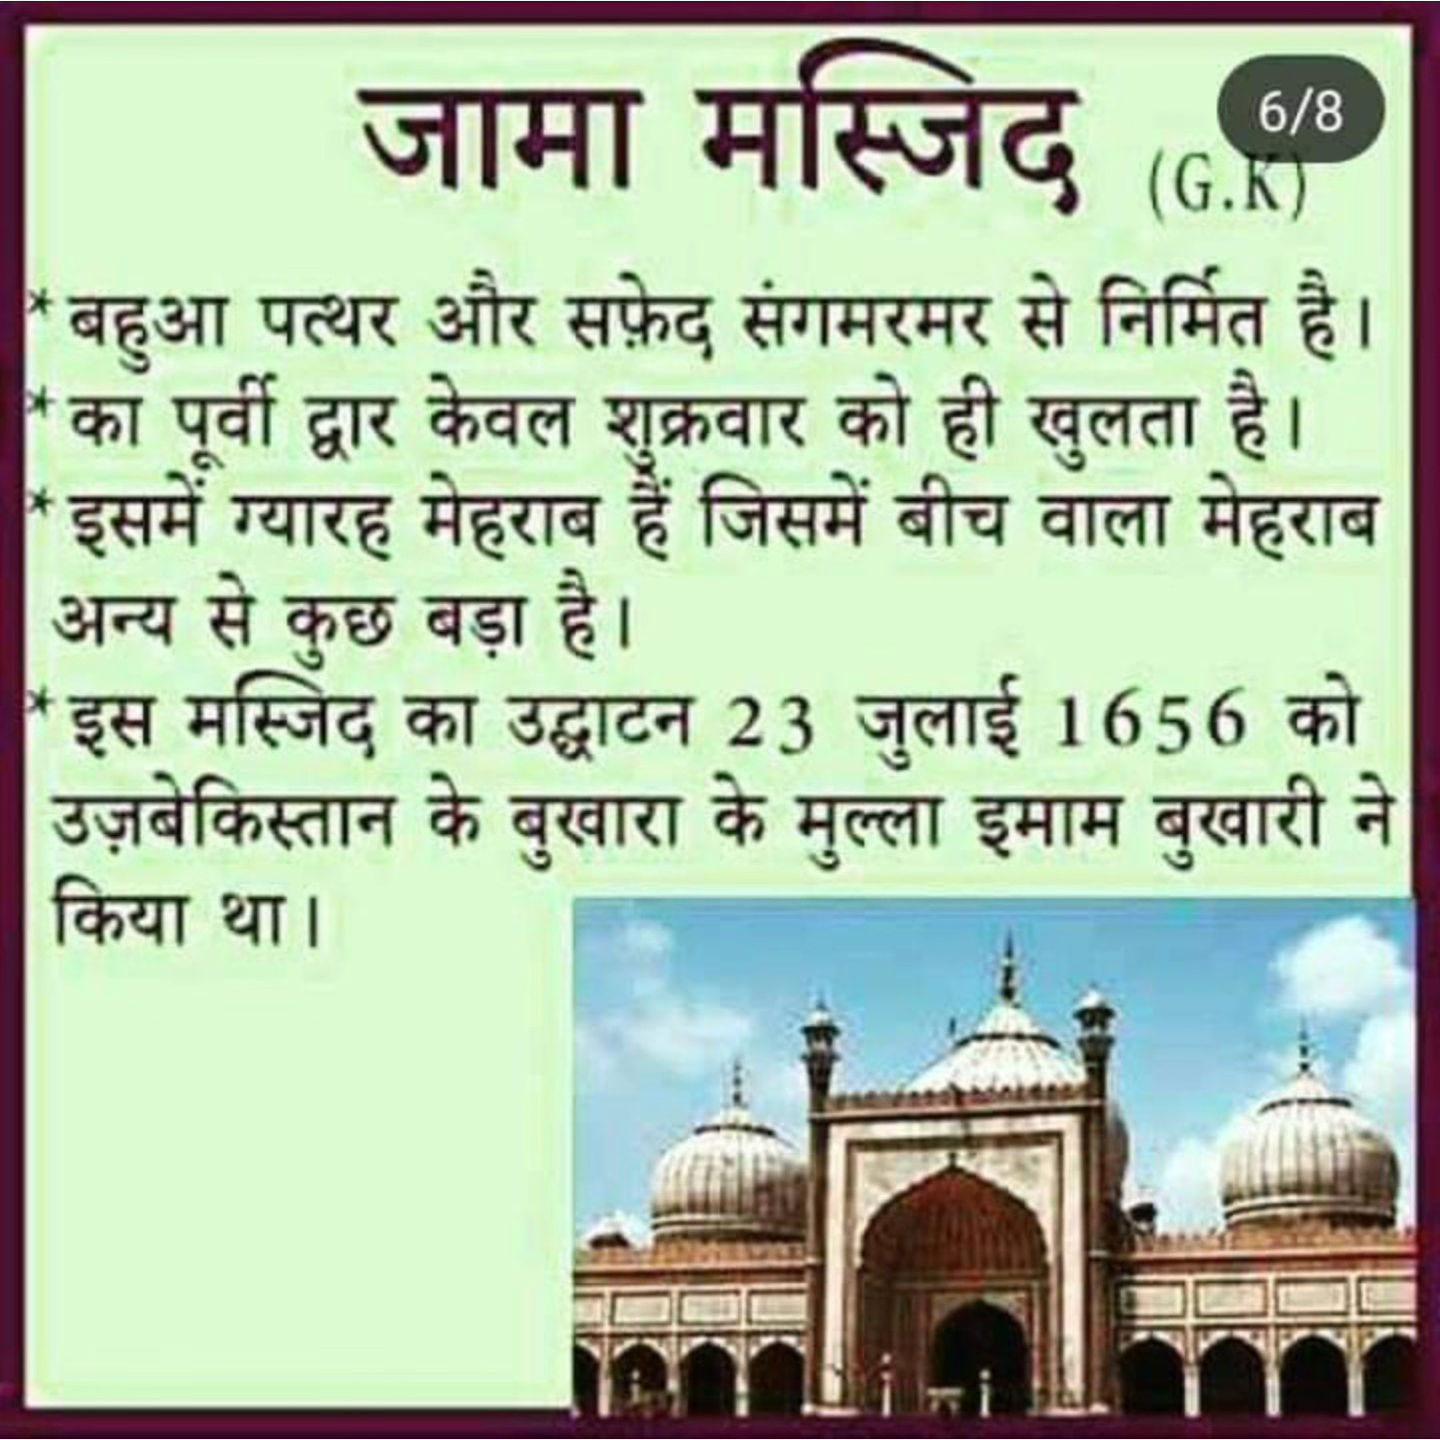 जामा मस्जिद
6/8
(G.K)
* बहुआ पत्थर और सफ़ेद संगमरमर से निर्मित है।
* का पूर्वी द्वार केवल शुक्रवार को ही खुलता है।
* इसमें ग्यारह मेहराब हैं जिसमें बीच वाला मेहराब
अन्य से कुछ बड़ा है।
* इस मस्जिद का उद्घाटन 23 जुलाई 1656 को
उज़बेकिस्तान के बुखारा के मुल्ला इमाम बुखारी ने
किया था।